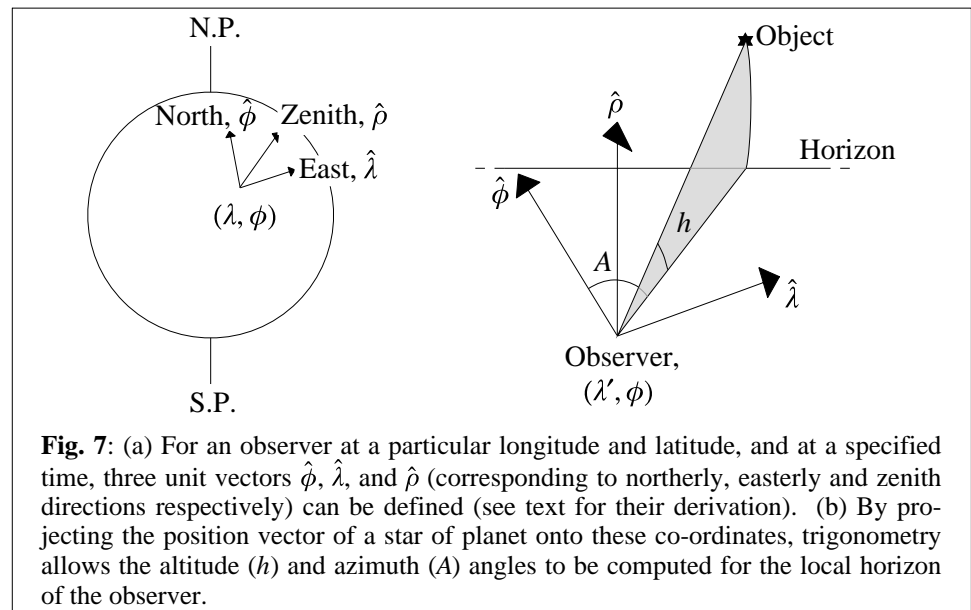 N.P.
North, ϕ̂
Zenith, ρ̂
East, λ̂
(λ, ϕ)
S.P.
Object
ρ̂
Horizon
ϕ̂
h
A
λ̂
Observer,
(λ′, ϕ)
Fig. 7: (a) For an observer at a particular longitude and latitude, and at a specified
time, three unit vectors ϕ̂, λ̂, and ρ̂ (corresponding to northerly, easterly and zenith
directions respectively) can be defined (see text for their derivation). (b) By pro-
jecting the position vector of a star of planet onto these co-ordinates, trigonometry
allows the altitude (h) and azimuth (A) angles to be computed for the local horizon
of the observer.